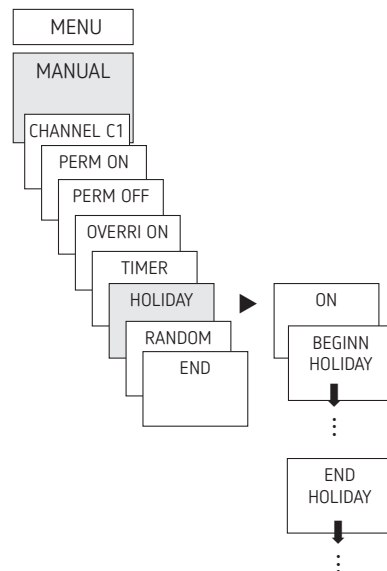 MENU
MANUAL
CHANNEL C1
PERM ON
PERM OFF
OVERRI ON
TIMER
HOLIDAY
RANDOM
END
ON
BEGINN
HOLIDAY
END
HOLIDAY